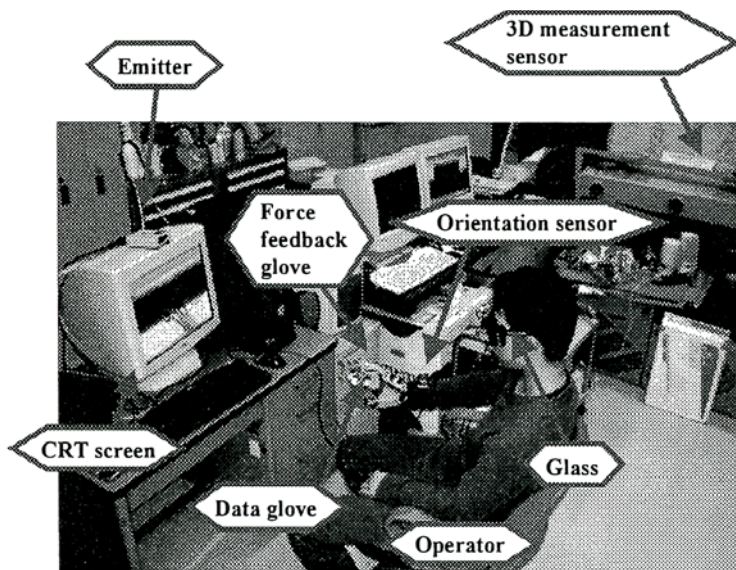 3D measurement
sensor
Emitter
Force
feedback
glove
Orientation sensor
CRT screen
Glass
Data glove
Operator